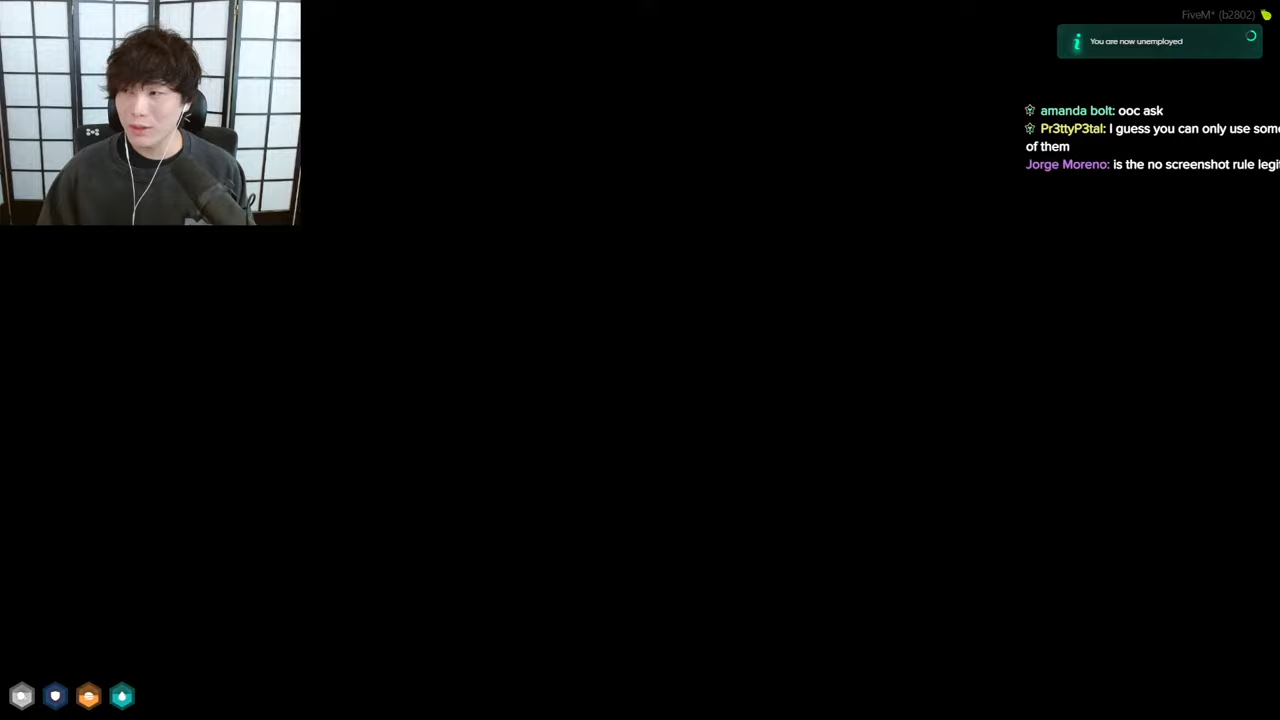 FiveM* (b2802)
You are now unemployed
amanda bolt: ooc ask
Pr3ttyP3tal: I guess you can only use some
of them
Jorge Moreno: is the no screenshot rule legit